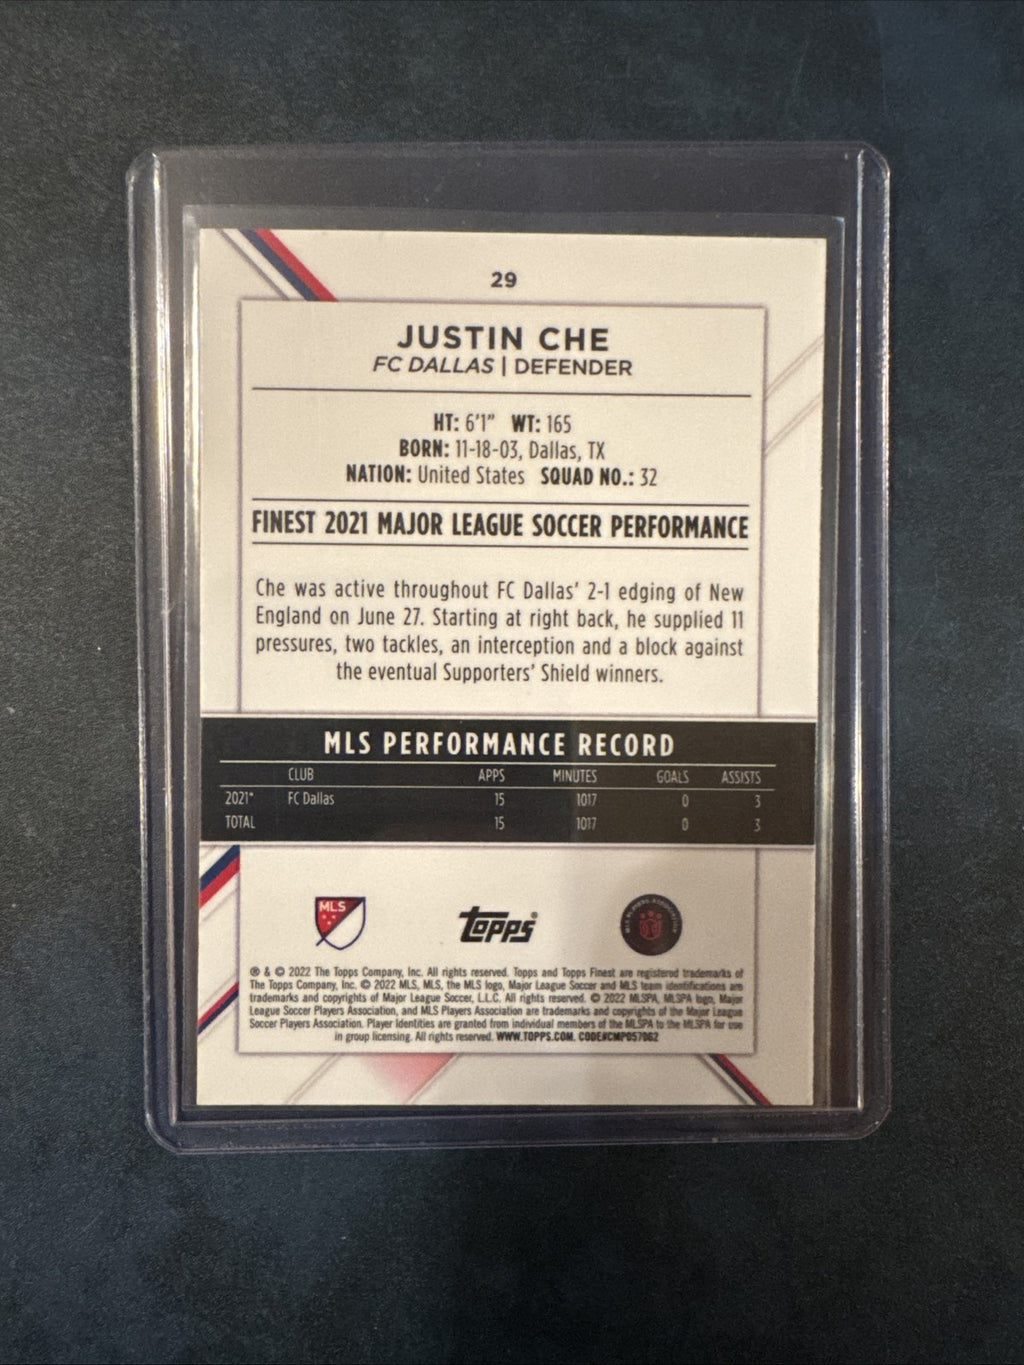 29
JUSTIN CHE
FC DALLAS | DEFENDER
HT: 6'1" WT: 165
BORN: 11-18-03, Dallas, TX
NATION: United States SQUAD NO.: 32
FINEST 2021 MAJOR LEAGUE SOCCER PERFORMANCE
Che was active throughout FC Dallas' 2-1 edging of New
England on June 27. Starting at right back, he supplied 11
pressures, two tackles, an interception and a block against
the eventual Supporters' Shield winners.
MLS PERFORMANCE RECORD
CLUB APPS MINUTES GOALS ASSISTS
2021* FC Dallas 15 1017 0 3
TOTAL 15 1017 0 3
MLS
topps®
MLS PLAYERS ASSOCIATION
® & © 2022 The Topps Company, Inc. All rights reserved. Topps and Topps Finest are registered trademarks of
The Topps Company, Inc. © 2022 MLS, MLS, the MLS logo, Major League Soccer and MLS team identifications are
trademarks and copyrights of Major League Soccer, L.L.C. All rights reserved. © 2022 MLSPA, MLSPA logo, Major
League Soccer Players Association, and MLS Players Association are trademarks and copyrights of the Major League
Soccer Players Association. Player Identities are granted from individual members of the MLSPA to the MLSPA for use
in group licensing. All rights reserved. WWW.TOPPS.COM. CODE#CMP057062